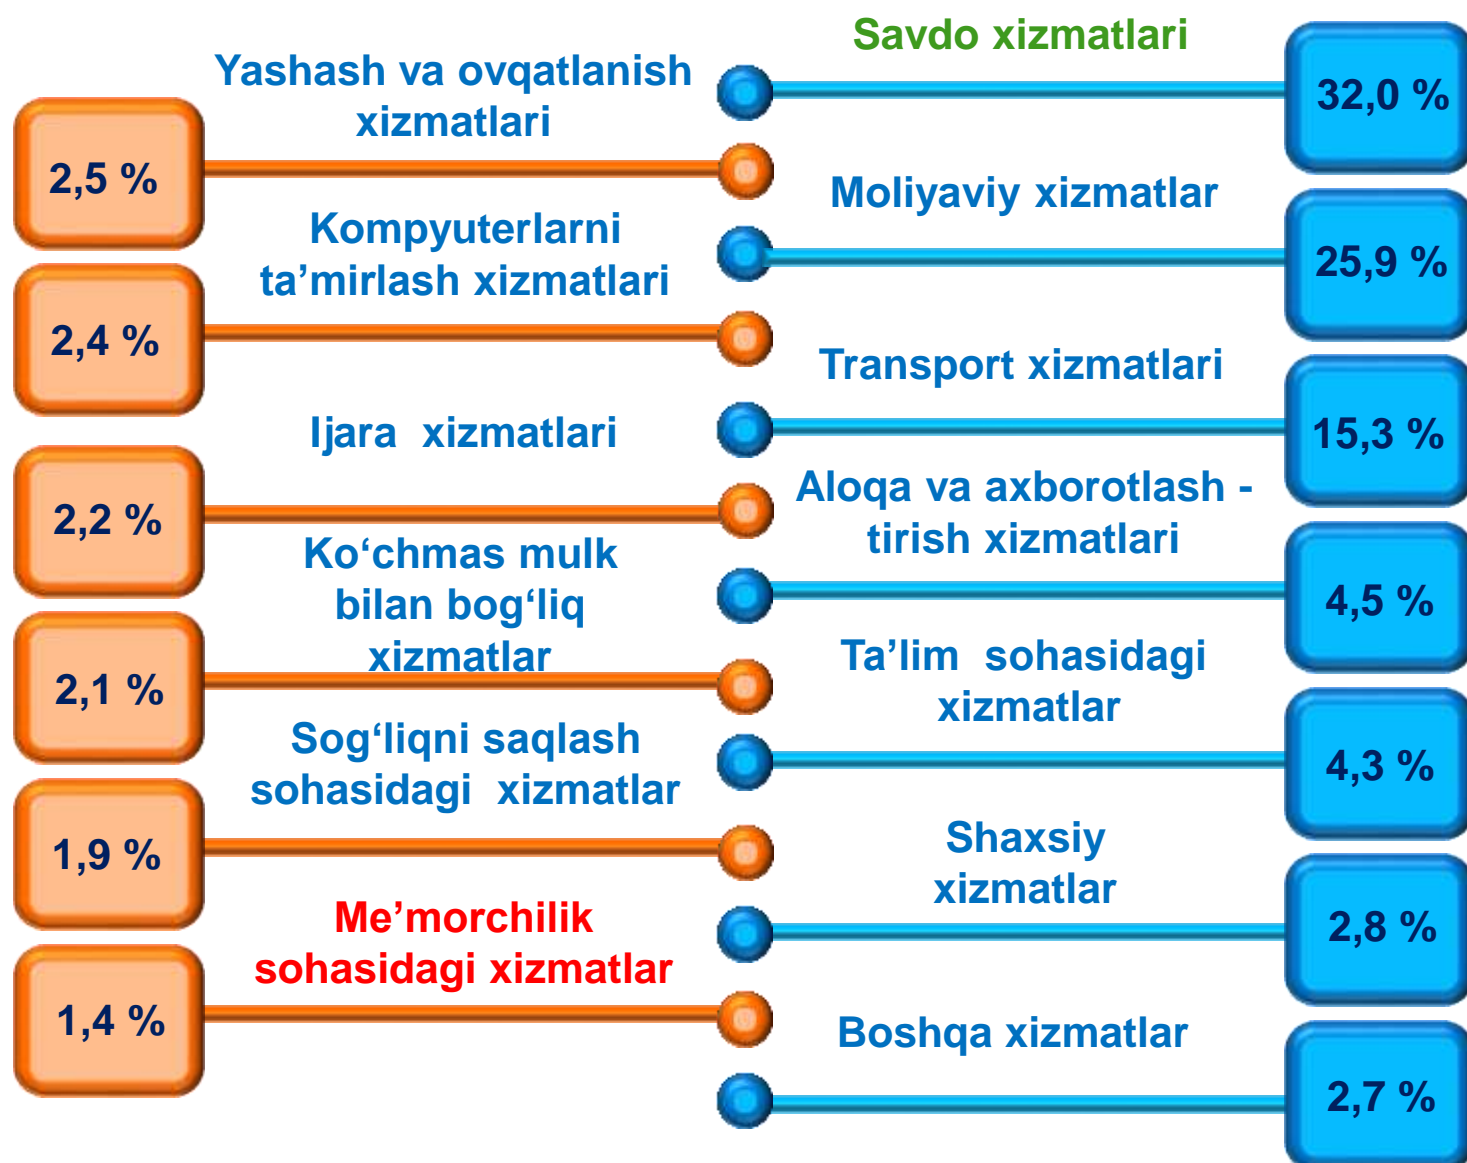 Savdo xizmatlari
32,0 %
Yashash va ovqatlanish
xizmatlari
2,5 %
Moliyaviy xizmatlar
25,9 %
Kompyuterlarni
ta’mirlash xizmatlari
2,4 %
Transport xizmatlari
15,3 %
Ijara  xizmatlari
2,2 %
Aloqa va axborotlash -
tirish xizmatlari
4,5 %
Ko‘chmas mulk
bilan bog‘liq
xizmatlar
2,1 %
Ta’lim  sohasidagi
xizmatlar
4,3 %
Sog‘liqni saqlash
sohasidagi  xizmatlar
1,9 %
Shaxsiy
xizmatlar
2,8 %
Me’morchilik
sohasidagi xizmatlar
1,4 %
Boshqa xizmatlar
2,7 %